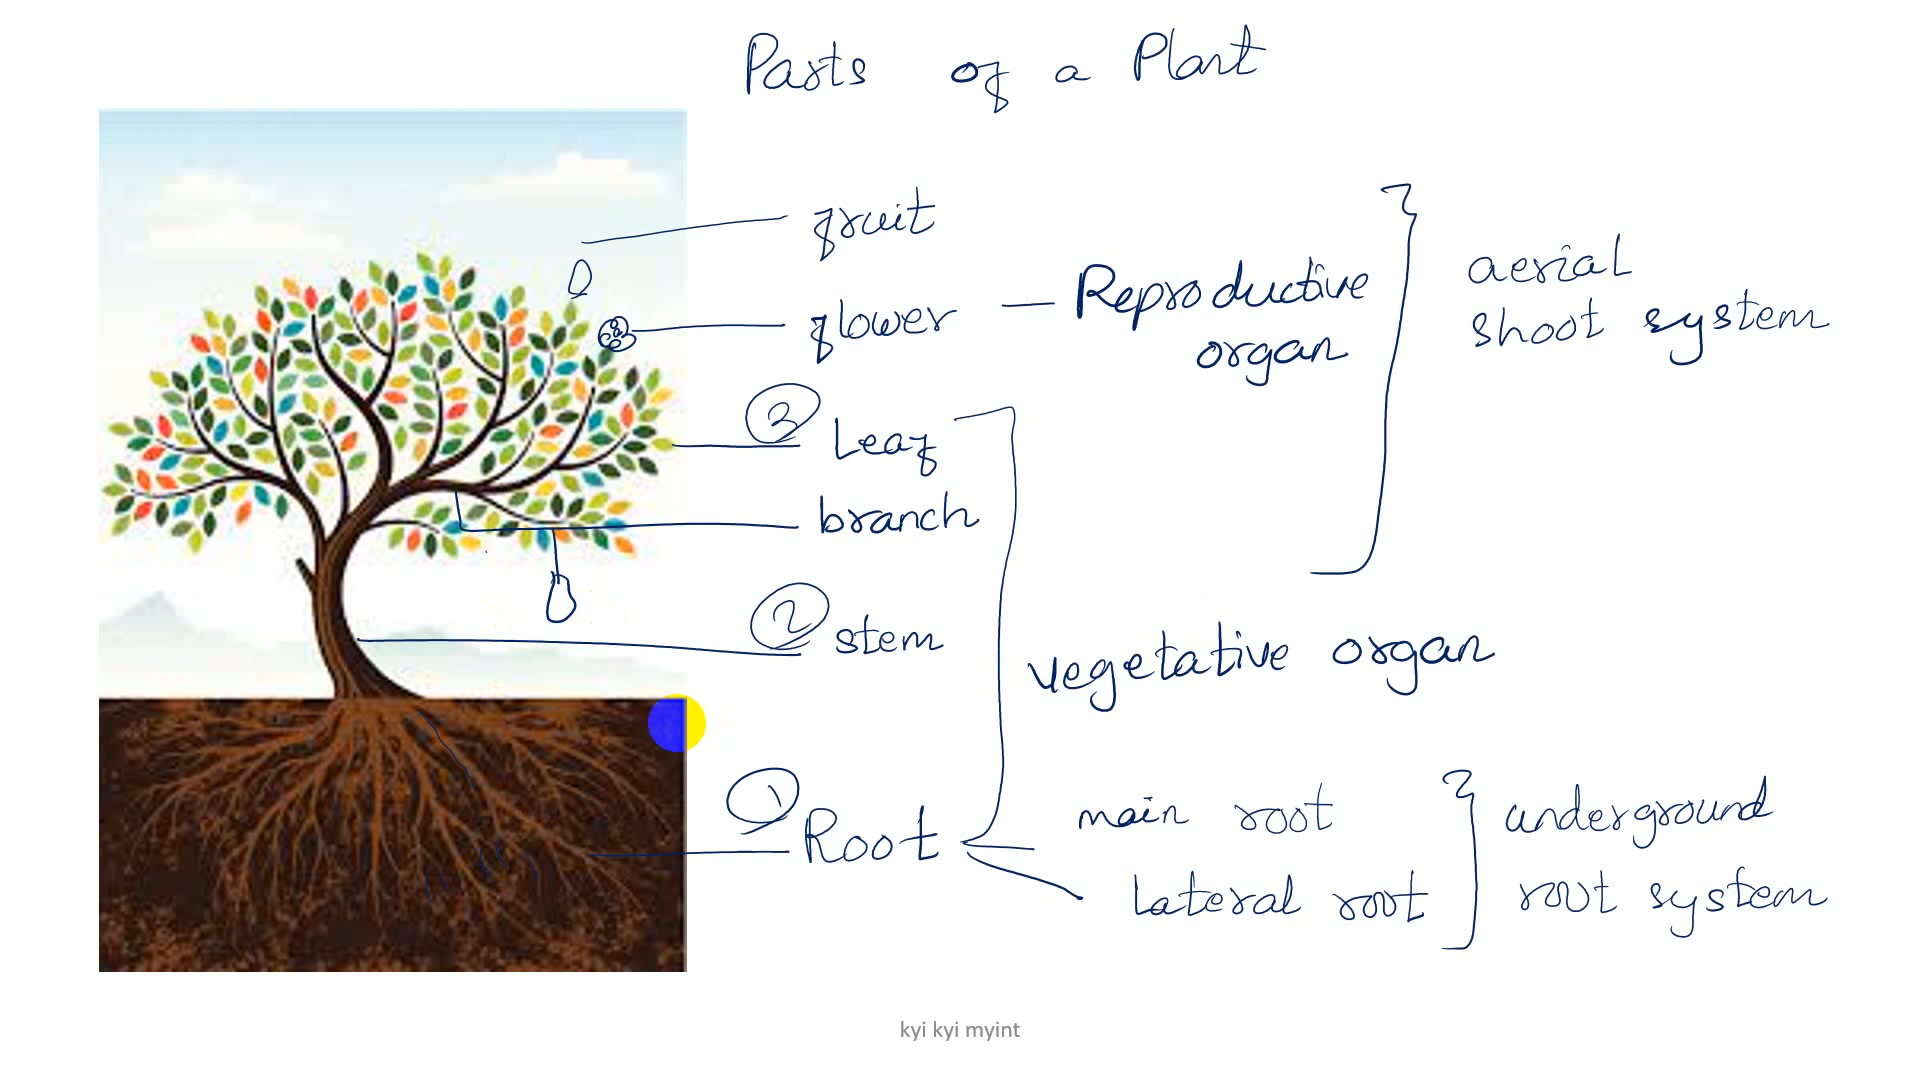 Parts of a Plant
fruit
flower — Reproductive
organ
aerial
shoot system
③ Leaf
branch
② stem
vegetative organ
① Root
main root
lateral root
underground
root system
kyi kyi myint